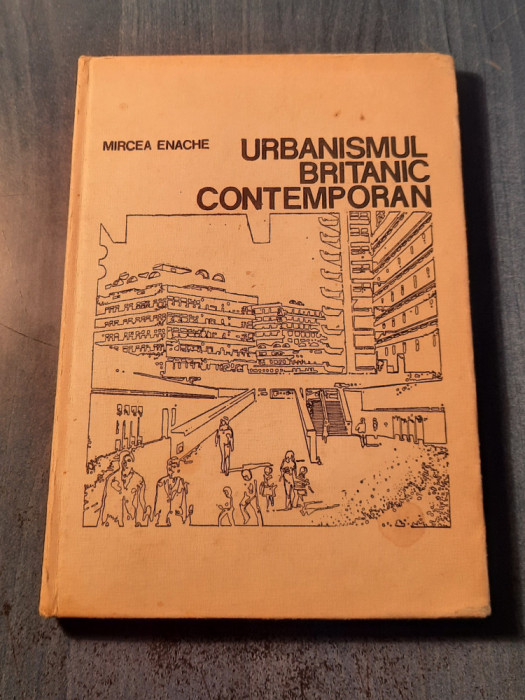 MIRCEA ENACHE
URBANISMUL
BRITANIC
CONTEMPORAN